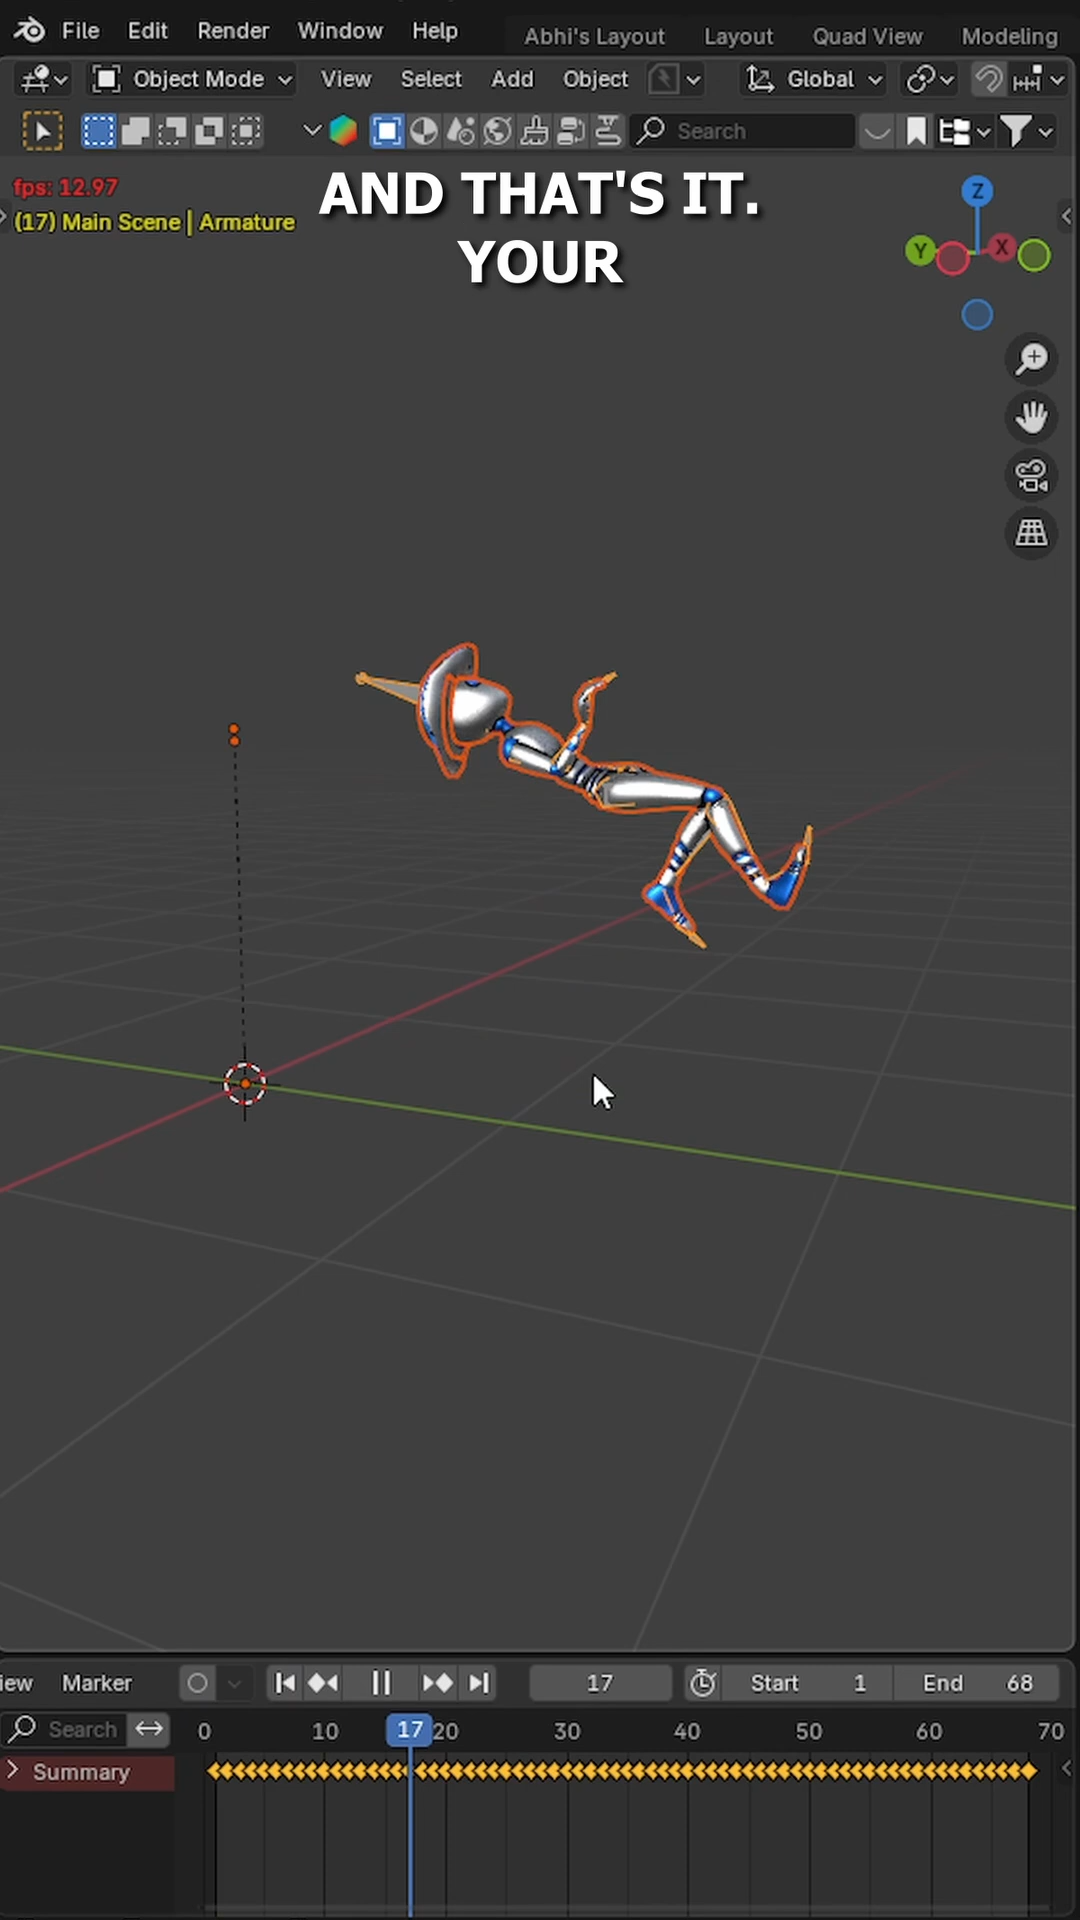 File Edit Render Window Help Abhi's Layout Layout Quad View Modeling
Object Mode View Select Add Object Global
Search
fps: 12.97
(17) Main Scene | Armature
AND THAT'S IT.
YOUR
Z
Y X
iew Marker 17 Start 1 End 68
Search 0 10 17 20 30 40 50 60 70
Summary